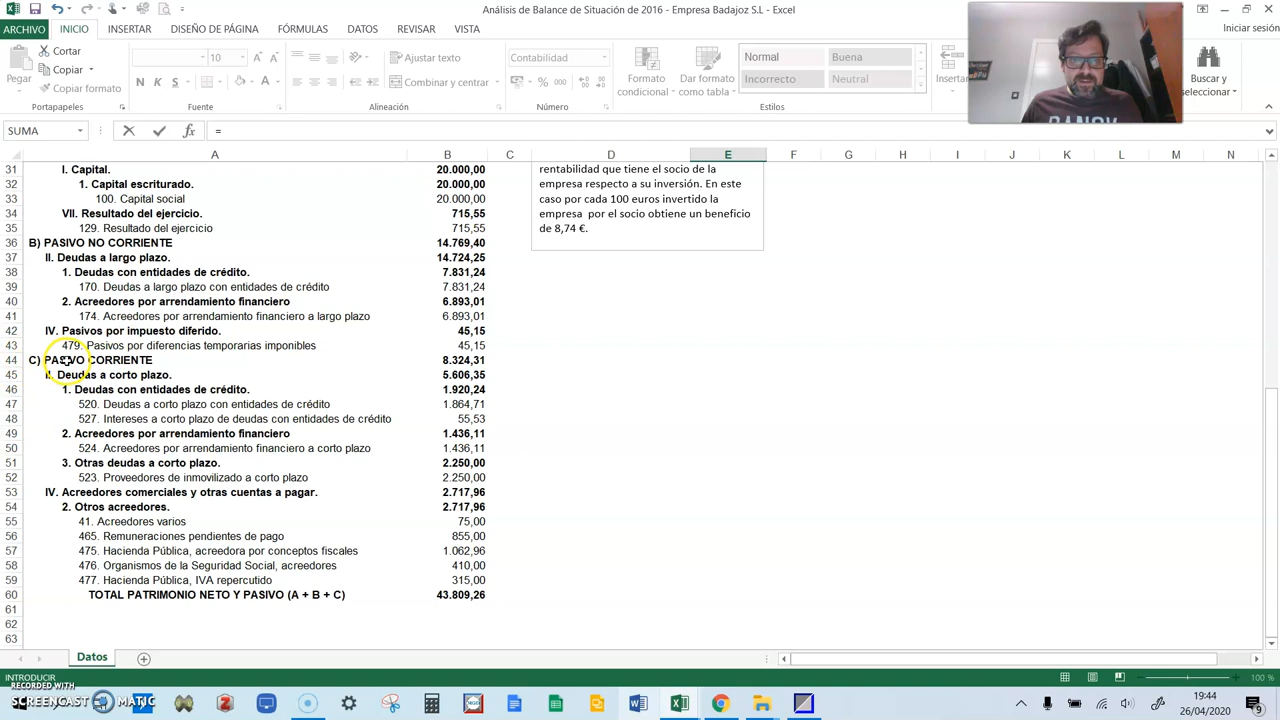 Análisis de Balance de Situación de 2016 - Empresa Badajoz S.L - Excel
ARCHIVO INICIO INSERTAR DISEÑO DE PÁGINA FÓRMULAS DATOS REVISAR VISTA Iniciar sesión
Cortar
Copiar
Copiar formato
Pegar
Portapapeles
10
N K S
Fuente
Ajustar texto
Combinar y centrar
Alineación
Contabilidad
% 000
Número
Formato condicional
Dar formato como tabla
Normal Buena
Incorrecto Neutral
Estilos
Insertar
Buscar y
seleccionar
SUMA fx =
A B C D E F G H I J K L M N
31 I. Capital. 20.000,00 rentabilidad que tiene el socio de la
32 1. Capital escriturado. 20.000,00 empresa respecto a su inversión. En este
33 100. Capital social 20.000,00 caso por cada 100 euros invertido la
34 VII. Resultado del ejercicio. 715,55 empresa por el socio obtiene un beneficio
35 129. Resultado del ejercicio 715,55 de 8,74 €.
36 B) PASIVO NO CORRIENTE 14.769,40
37 II. Deudas a largo plazo. 14.724,25
38 1. Deudas con entidades de crédito. 7.831,24
39 170. Deudas a largo plazo con entidades de crédito 7.831,24
40 2. Acreedores por arrendamiento financiero 6.893,01
41 174. Acreedores por arrendamiento financiero a largo plazo 6.893,01
42 IV. Pasivos por impuesto diferido. 45,15
43 479. Pasivos por diferencias temporarias imponibles 45,15
44 C) PASIVO CORRIENTE 8.324,31
45 II. Deudas a corto plazo. 5.606,35
46 1. Deudas con entidades de crédito. 1.920,24
47 520. Deudas a corto plazo con entidades de crédito 1.864,71
48 527. Intereses a corto plazo de deudas con entidades de crédito 55,53
49 2. Acreedores por arrendamiento financiero 1.436,11
50 524. Acreedores por arrendamiento financiero a corto plazo 1.436,11
51 3. Otras deudas a corto plazo. 2.250,00
52 523. Proveedores de inmovilizado a corto plazo 2.250,00
53 IV. Acreedores comerciales y otras cuentas a pagar. 2.717,96
54 2. Otros acreedores. 2.717,96
55 41. Acreedores varios 75,00
56 465. Remuneraciones pendientes de pago 855,00
57 475. Hacienda Pública, acreedora por conceptos fiscales 1.062,96
58 476. Organismos de la Seguridad Social, acreedores 410,00
59 477. Hacienda Pública, IVA repercutido 315,00
60 TOTAL PATRIMONIO NETO Y PASIVO (A + B + C) 43.809,26
61
62
63
Datos
INTRODUCIR 100 %
RECORDED WITH
SCREENCAST MATIC
19:44
26/04/2020
9